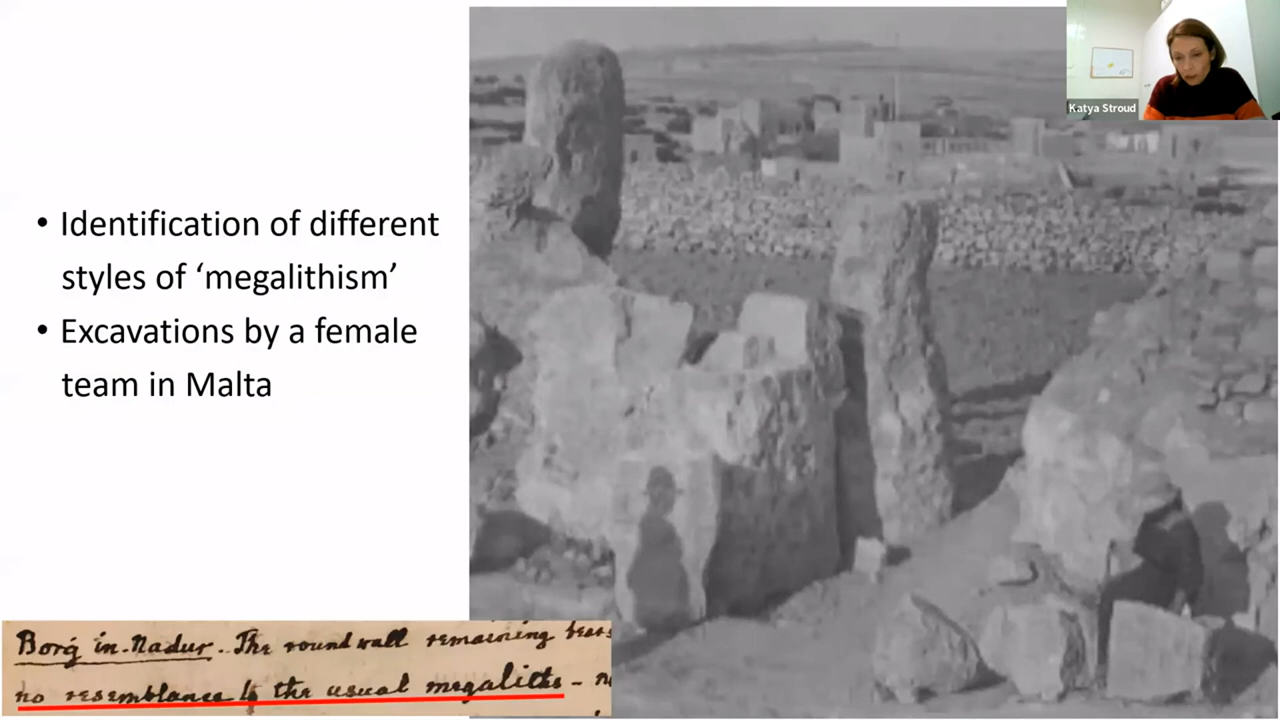 Katya Stroud
• Identification of different
styles of ‘megalithism’
• Excavations by a female
team in Malta
Borġ in-Nadur. The round wall remaining bears
no resemblance to the usual megaliths -